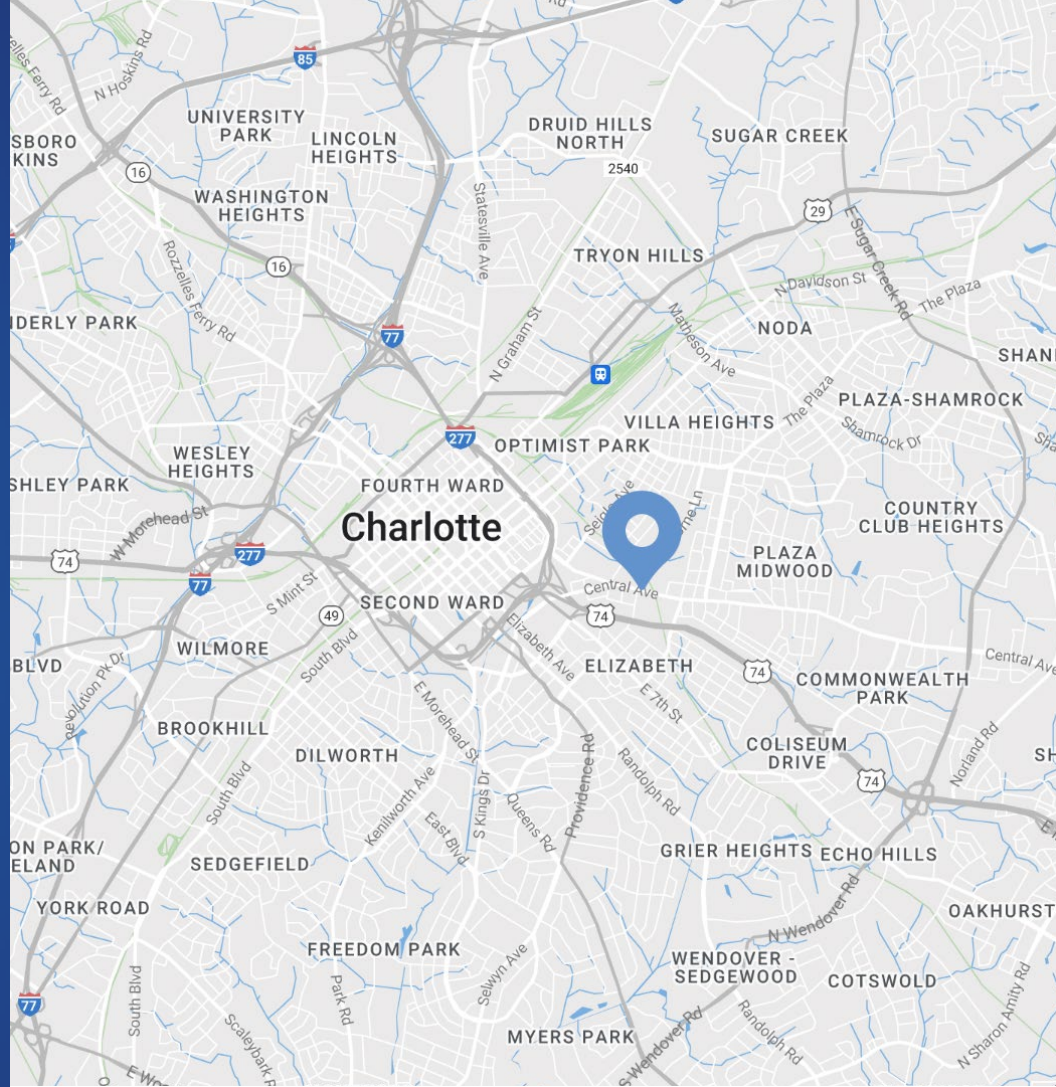 Rd
elles Ferry Rd
N Hoskins Rd
85
UNIVERSITY
PARK
LINCOLN
HEIGHTS
DRUID HILLS
NORTH
SUGAR CREEK
SBORO
KINS
16
2540
WASHINGTON
HEIGHTS
Statesville Ave
29
E Sugar Creek Rd
16
Rozzelles Ferry Rd
TRYON HILLS
N Davidson St
The Plaza
IDERLY PARK
77
N Graham St
Matheson Ave
NODA
SHAN
The Plaza
PLAZA-SHAMROCK
VILLA HEIGHTS
Shamrock Dr
277
OPTIMIST PARK
WESLEY
HEIGHTS
SHLEY PARK
FOURTH WARD
W Morehead St
Charlotte
COUNTRY
CLUB HEIGHTS
74
277
77
PLAZA
MIDWOOD
S Mint St
Central Ave
SECOND WARD
49
74
WILMORE
South Blvd
Elizabeth Ave
ELIZABETH
BLVD
Revolution Pk Dr
74
Central Ave
COMMONWEALTH
PARK
E 7th St
E Morehead St
BROOKHILL
DILWORTH
COLISEUM
DRIVE
Norland Rd
SH
74
South Blvd
Kenilworth Ave
East Blvd
S Kings Dr
Queens Rd
Providence Rd
Randolph Rd
ON PARK/
ELAND
SEDGEFIELD
GRIER HEIGHTS
ECHO HILLS
YORK ROAD
N Wendover Rd
OAKHURST
FREEDOM PARK
Selwyn Ave
WENDOVER -
SEDGEWOOD
COTSWOLD
77
South Blvd
Park Rd
Scaleybark R
MYERS PARK
S Wendover Rd
Randolph Rd
N Sharon Amity Rd